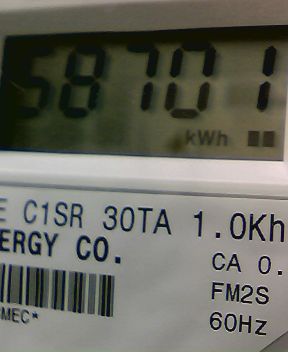 58701
kWh
E C1SR 30TA 1.0Kh
ERGY CO.
CA 0.
FM2S
MEC*
60Hz